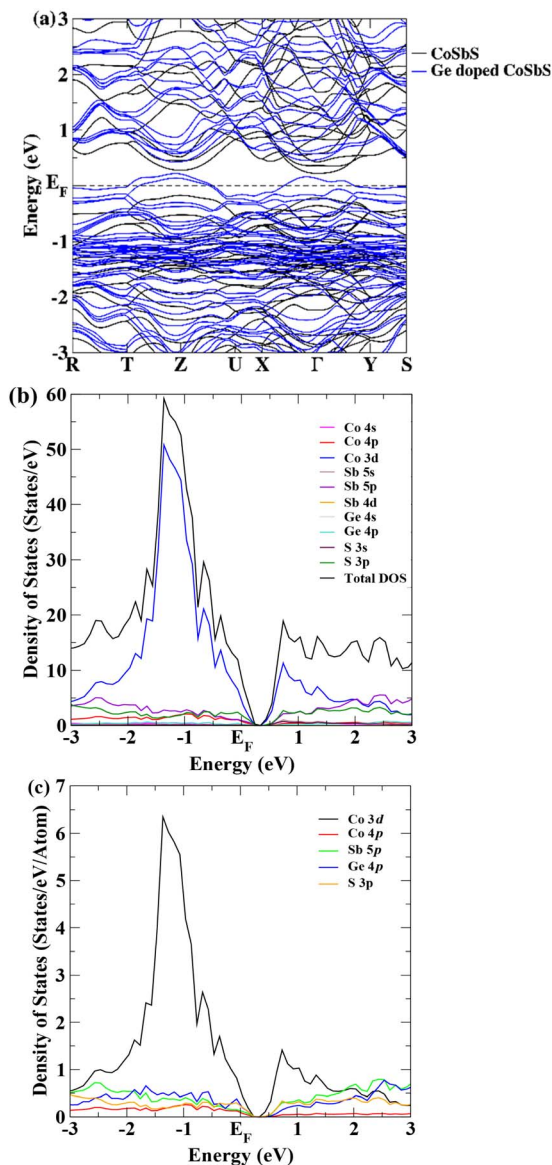 (a)
3
2
1
E_F
-1
-2
-3
Energy (eV)
R T Z U X Γ Y S
CoSbS
Ge doped CoSbS
(b)
60
50
40
30
20
10
0
Density of States (States/eV)
Co 4s
Co 4p
Co 3d
Sb 5s
Sb 5p
Sb 4d
Ge 4s
Ge 4p
S 3s
S 3p
Total DOS
-3 -2 -1 E_F 1 2 3
Energy (eV)
(c)
7
6
5
4
3
2
1
0
Density of States (States/eV/Atom)
Co 3d
Co 4p
Sb 5p
Ge 4p
S 3p
-3 -2 -1 E_F 1 2 3
Energy (eV)